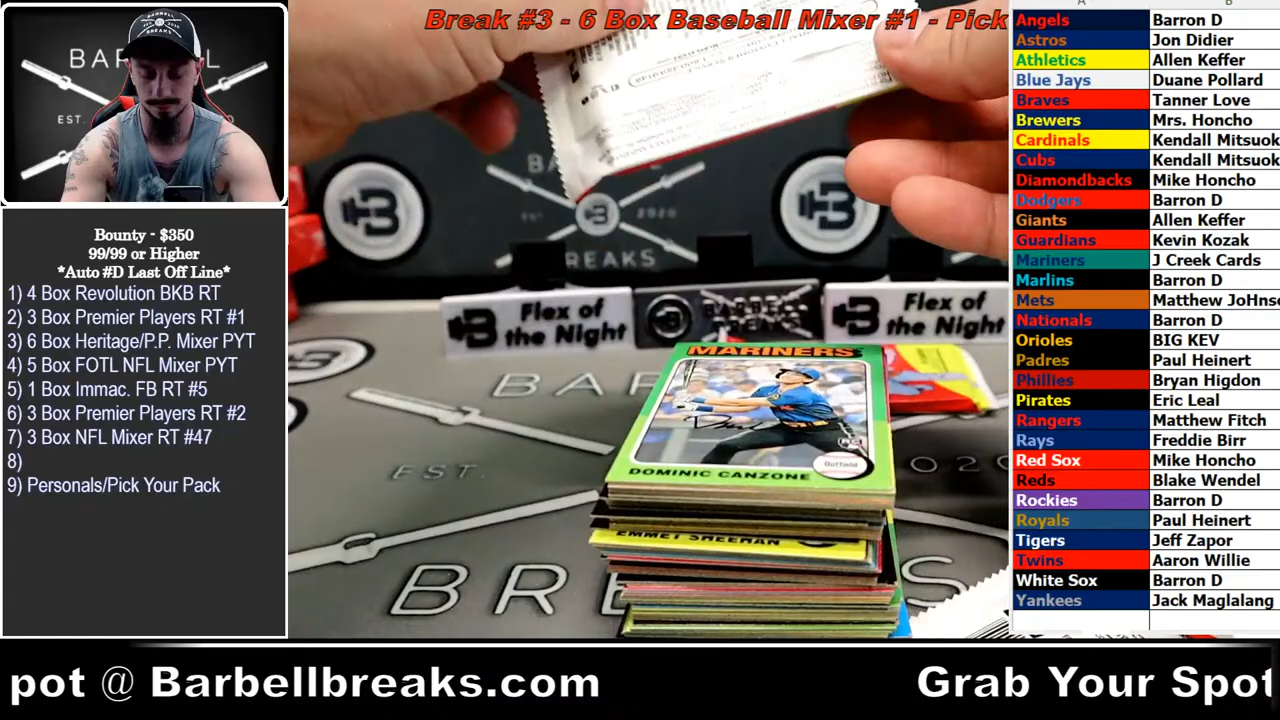 Break #3 - 6 Box Baseball Mixer #1 - Pick
BARBELL
BREAKS
EST.
Bounty - $350
99/99 or Higher
*Auto #D Last Off Line*
1) 4 Box Revolution BKB RT
2) 3 Box Premier Players RT #1
3) 6 Box Heritage/P.P. Mixer PYT
4) 5 Box FOTL NFL Mixer PYT
5) 1 Box Immac. FB RT #5
6) 3 Box Premier Players RT #2
7) 3 Box NFL Mixer RT #47
8)
9) Personals/Pick Your Pack
2020
BREAKS
Flex of
the Night
Flex of
the Night
MARINERS
Outfield
DOMINIC CANZONE
EMMET SHEEHAN
EST.
Angels Barron D
Astros Jon Didier
Athletics Allen Keffer
Blue Jays Duane Pollard
Braves Tanner Love
Brewers Mrs. Honcho
Cardinals Kendall Mitsuok
Cubs Kendall Mitsuok
Diamondbacks Mike Honcho
Dodgers Barron D
Giants Allen Keffer
Guardians Kevin Kozak
Mariners J Creek Cards
Marlins Barron D
Mets Matthew JoHnso
Nationals Barron D
Orioles BIG KEV
Padres Paul Heinert
Phillies Bryan Higdon
Pirates Eric Leal
Rangers Matthew Fitch
Rays Freddie Birr
Red Sox Mike Honcho
Reds Blake Wendel
Rockies Barron D
Royals Paul Heinert
Tigers Jeff Zapor
Twins Aaron Willie
White Sox Barron D
Yankees Jack Maglalang
pot @ Barbellbreaks.com
Grab Your Spot